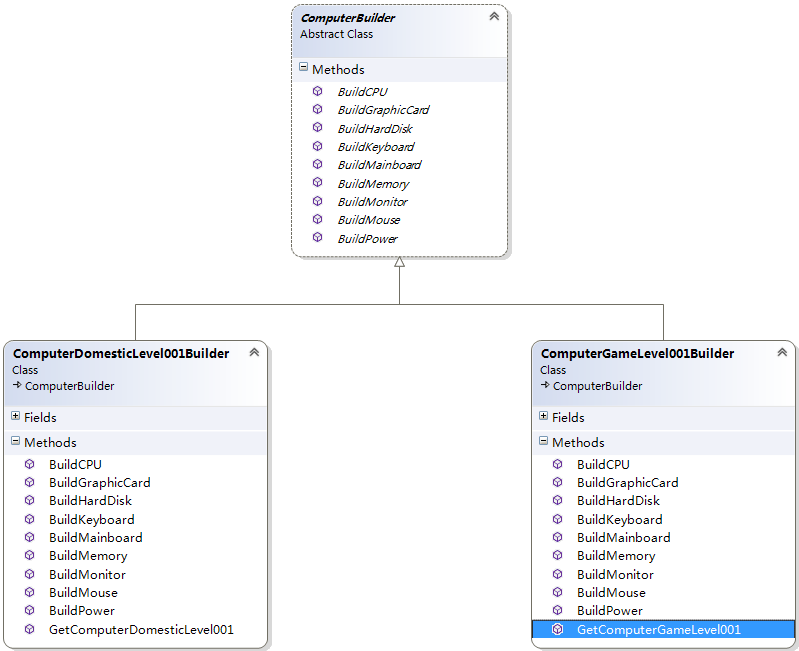 ComputerBuilder
Abstract Class
Methods
BuildCPU
BuildGraphicCard
BuildHardDisk
BuildKeyboard
BuildMainboard
BuildMemory
BuildMonitor
BuildMouse
BuildPower
ComputerDomesticLevel001Builder
Class
ComputerBuilder
Fields
Methods
BuildCPU
BuildGraphicCard
BuildHardDisk
BuildKeyboard
BuildMainboard
BuildMemory
BuildMonitor
BuildMouse
BuildPower
GetComputerDomesticLevel001
ComputerGameLevel001Builder
Class
ComputerBuilder
Fields
Methods
BuildCPU
BuildGraphicCard
BuildHardDisk
BuildKeyboard
BuildMainboard
BuildMemory
BuildMonitor
BuildMouse
BuildPower
GetComputerGameLevel001